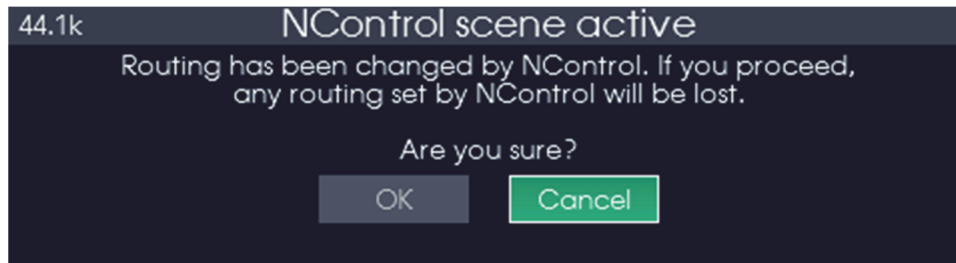 44.1k NControl scene active
Routing has been changed by NControl. If you proceed,
any routing set by NControl will be lost.
Are you sure?
OK Cancel